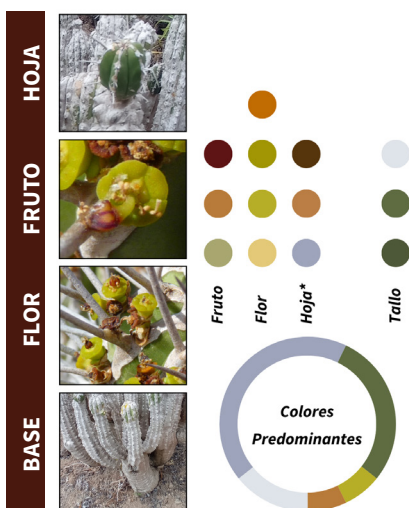 HOJA
FRUTO
FLOR
BASE
Fruto
Flor
Hoja*
Tallo
Colores
Predominantes